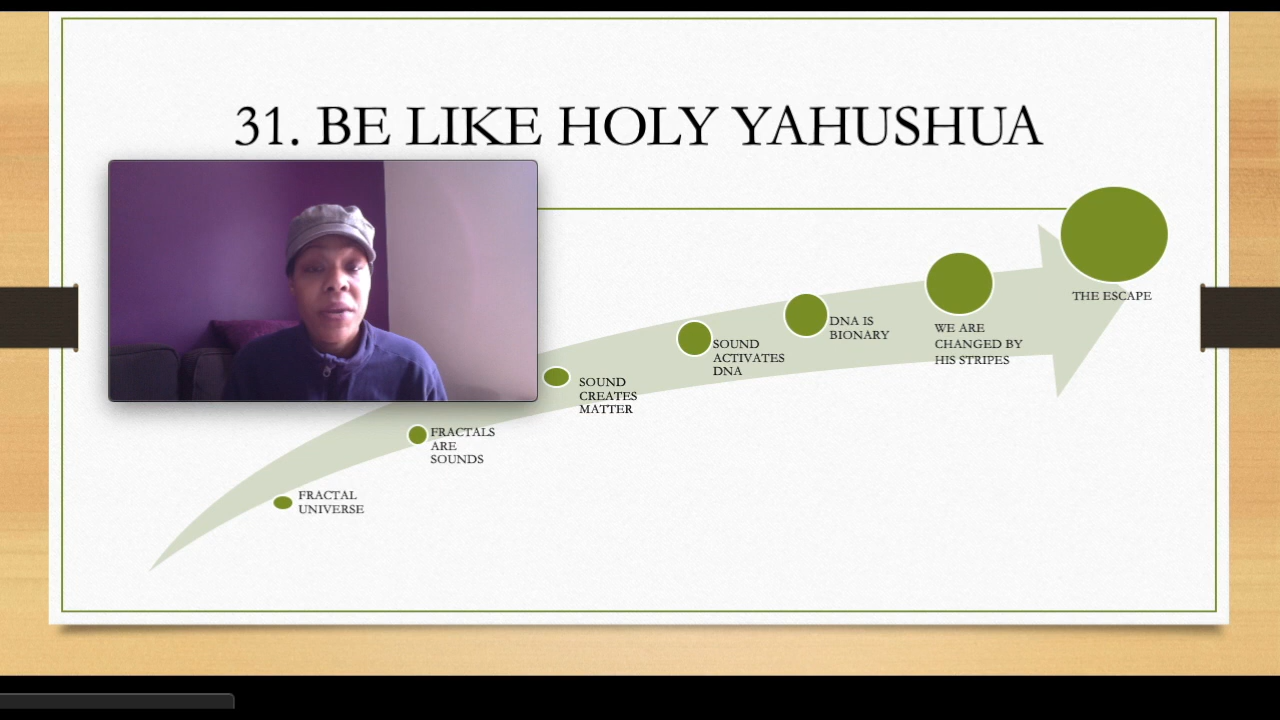 31. BE LIKE HOLY YAHUSHUA
FRACTAL
UNIVERSE
FRACTALS
ARE
SOUNDS
SOUND
CREATES
MATTER
SOUND
ACTIVATES
DNA
DNA IS
BIONARY
WE ARE
CHANGED BY
HIS STRIPES
THE ESCAPE